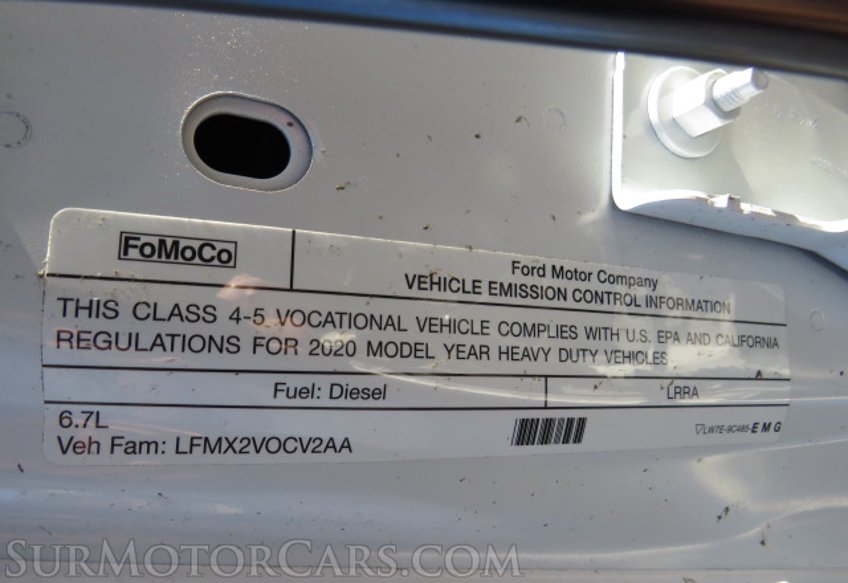 FoMoCo
Ford Motor Company
VEHICLE EMISSION CONTROL INFORMATION
THIS CLASS 4-5 VOCATIONAL VEHICLE COMPLIES WITH U.S. EPA AND CALIFORNIA
REGULATIONS FOR 2020 MODEL YEAR HEAVY DUTY VEHICLES
Fuel: Diesel
LRRA
6.7L
Veh Fam: LFMX2VOCV2AA
LW7E-9C485-EMG
SurMotorCars.com